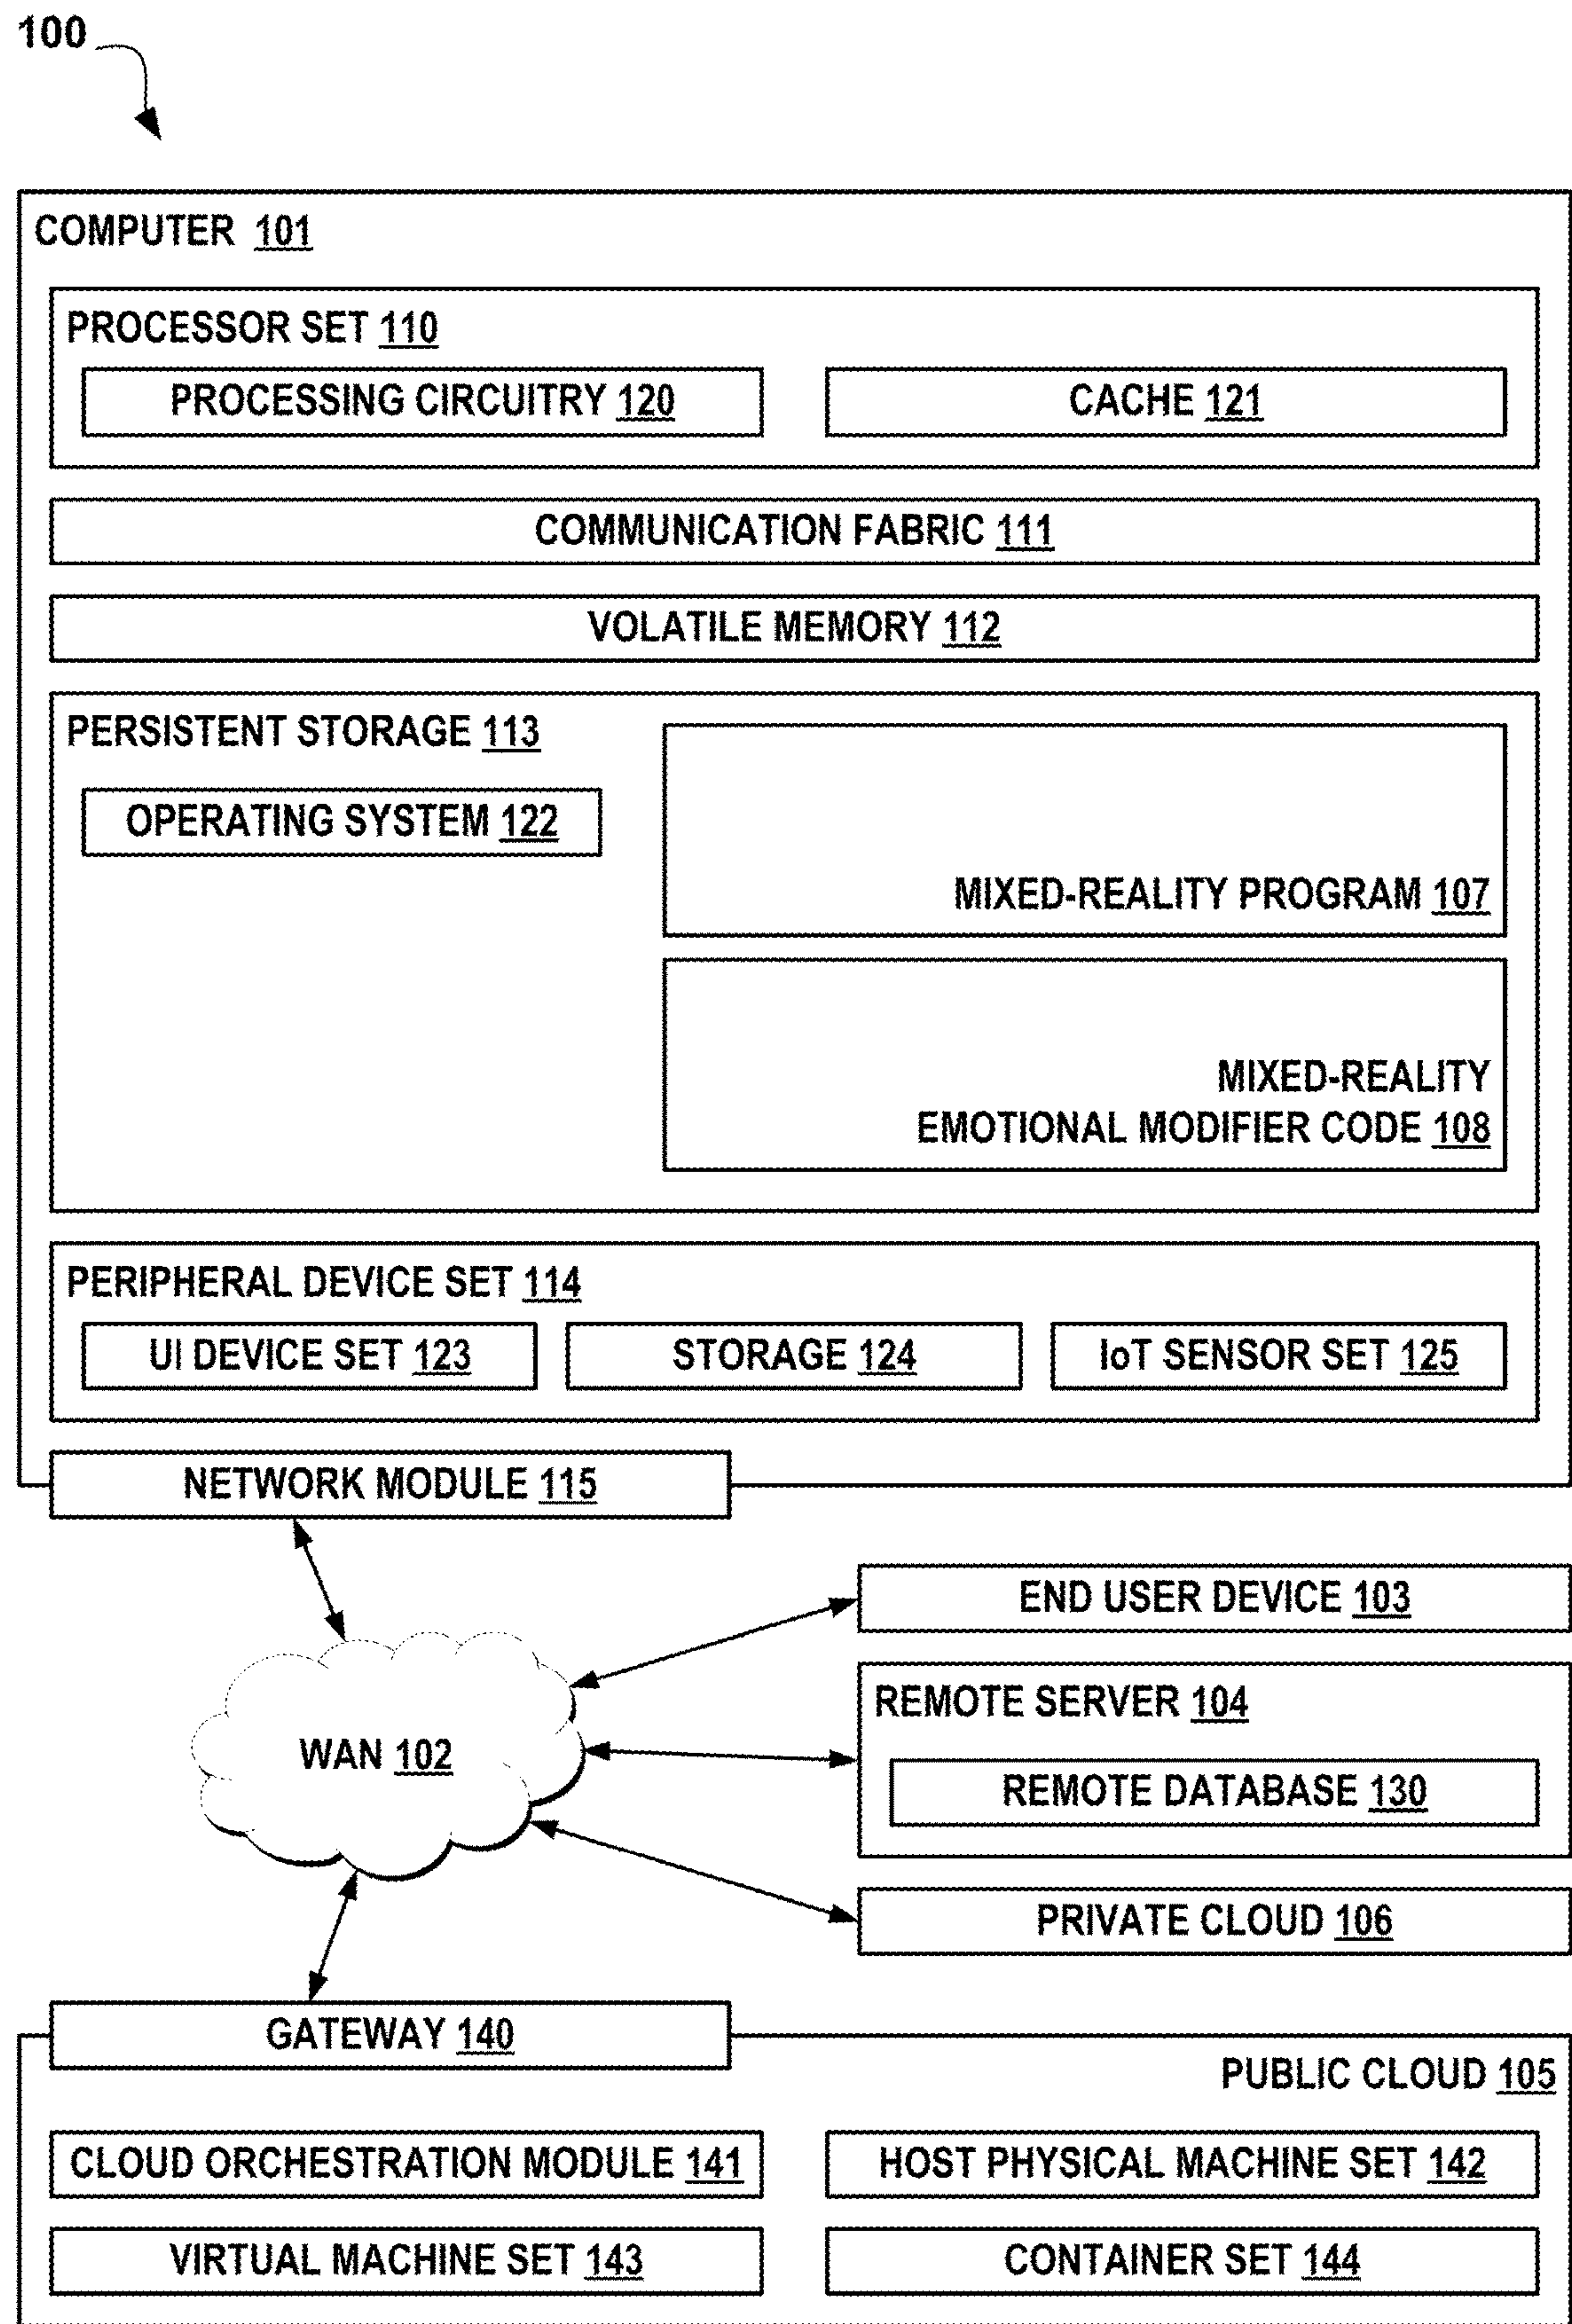 100
COMPUTER 101
PROCESSOR SET 110
PROCESSING CIRCUITRY 120
CACHE 121
COMMUNICATION FABRIC 111
VOLATILE MEMORY 112
PERSISTENT STORAGE 113
OPERATING SYSTEM 122
MIXED-REALITY PROGRAM 107
MIXED-REALITY
EMOTIONAL MODIFIER CODE 108
PERIPHERAL DEVICE SET 114
UI DEVICE SET 123
STORAGE 124
IoT SENSOR SET 125
NETWORK MODULE 115
END USER DEVICE 103
REMOTE SERVER 104
WAN 102
REMOTE DATABASE 130
PRIVATE CLOUD 106
GATEWAY 140
PUBLIC CLOUD 105
CLOUD ORCHESTRATION MODULE 141
HOST PHYSICAL MACHINE SET 142
VIRTUAL MACHINE SET 143
CONTAINER SET 144